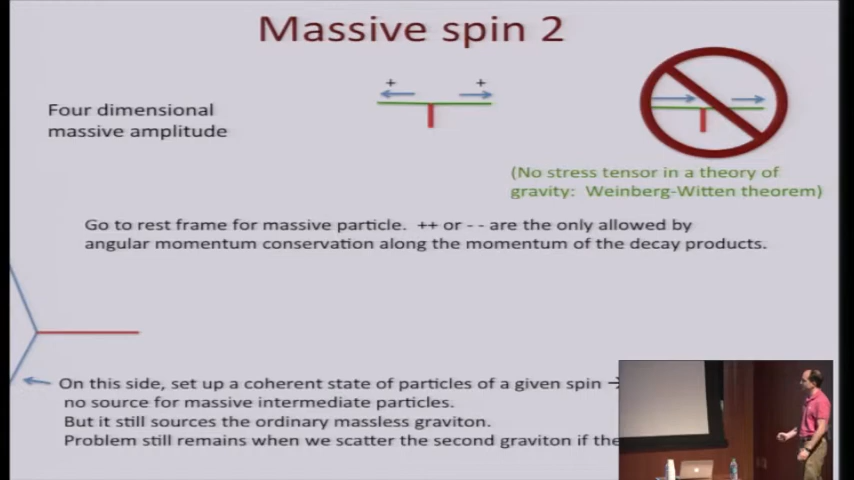 Massive spin 2
+ +
Four dimensional
massive amplitude
(No stress tensor in a theory of
gravity: Weinberg-Witten theorem)
Go to rest frame for massive particle. ++ or - - are the only allowed by
angular momentum conservation along the momentum of the decay products.
On this side, set up a coherent state of particles of a given spin →
no source for massive intermediate particles.
But it still sources the ordinary massless graviton.
Problem still remains when we scatter the second graviton if the